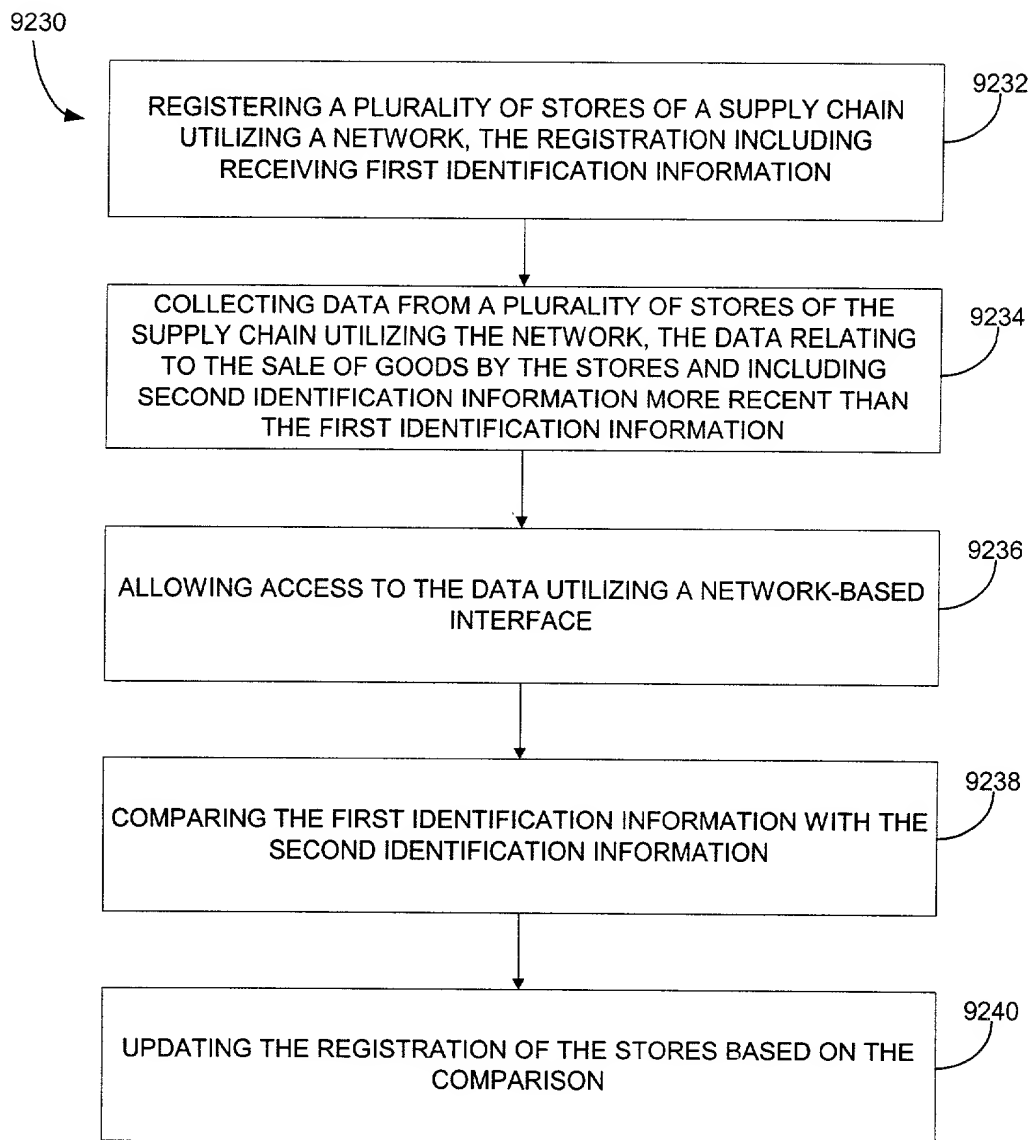 9230
9232
REGISTERING A PLURALITY OF STORES OF A SUPPLY CHAIN
UTILIZING A NETWORK, THE REGISTRATION INCLUDING
RECEIVING FIRST IDENTIFICATION INFORMATION
9234
COLLECTING DATA FROM A PLURALITY OF STORES OF THE
SUPPLY CHAIN UTILIZING THE NETWORK, THE DATA RELATING
TO THE SALE OF GOODS BY THE STORES AND INCLUDING
SECOND IDENTIFICATION INFORMATION MORE RECENT THAN
THE FIRST IDENTIFICATION INFORMATION
9236
ALLOWING ACCESS TO THE DATA UTILIZING A NETWORK-BASED
INTERFACE
9238
COMPARING THE FIRST IDENTIFICATION INFORMATION WITH THE
SECOND IDENTIFICATION INFORMATION
9240
UPDATING THE REGISTRATION OF THE STORES BASED ON THE
COMPARISON